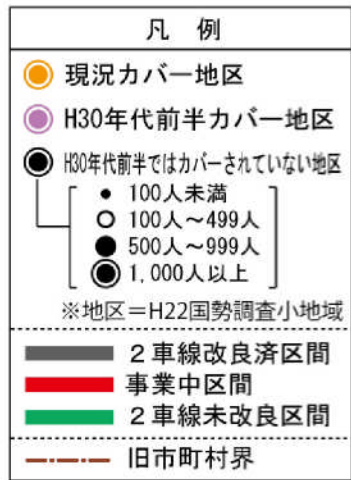 凡 例
現況カバー地区
H30年代前半カバー地区
H30年代前半ではカバーされていない地区
100人未満
100人～499人
500人～999人
1,000人以上
※地区＝H22国勢調査小地域
２車線改良済区間
事業中区間
２車線未改良区間
旧市町村界